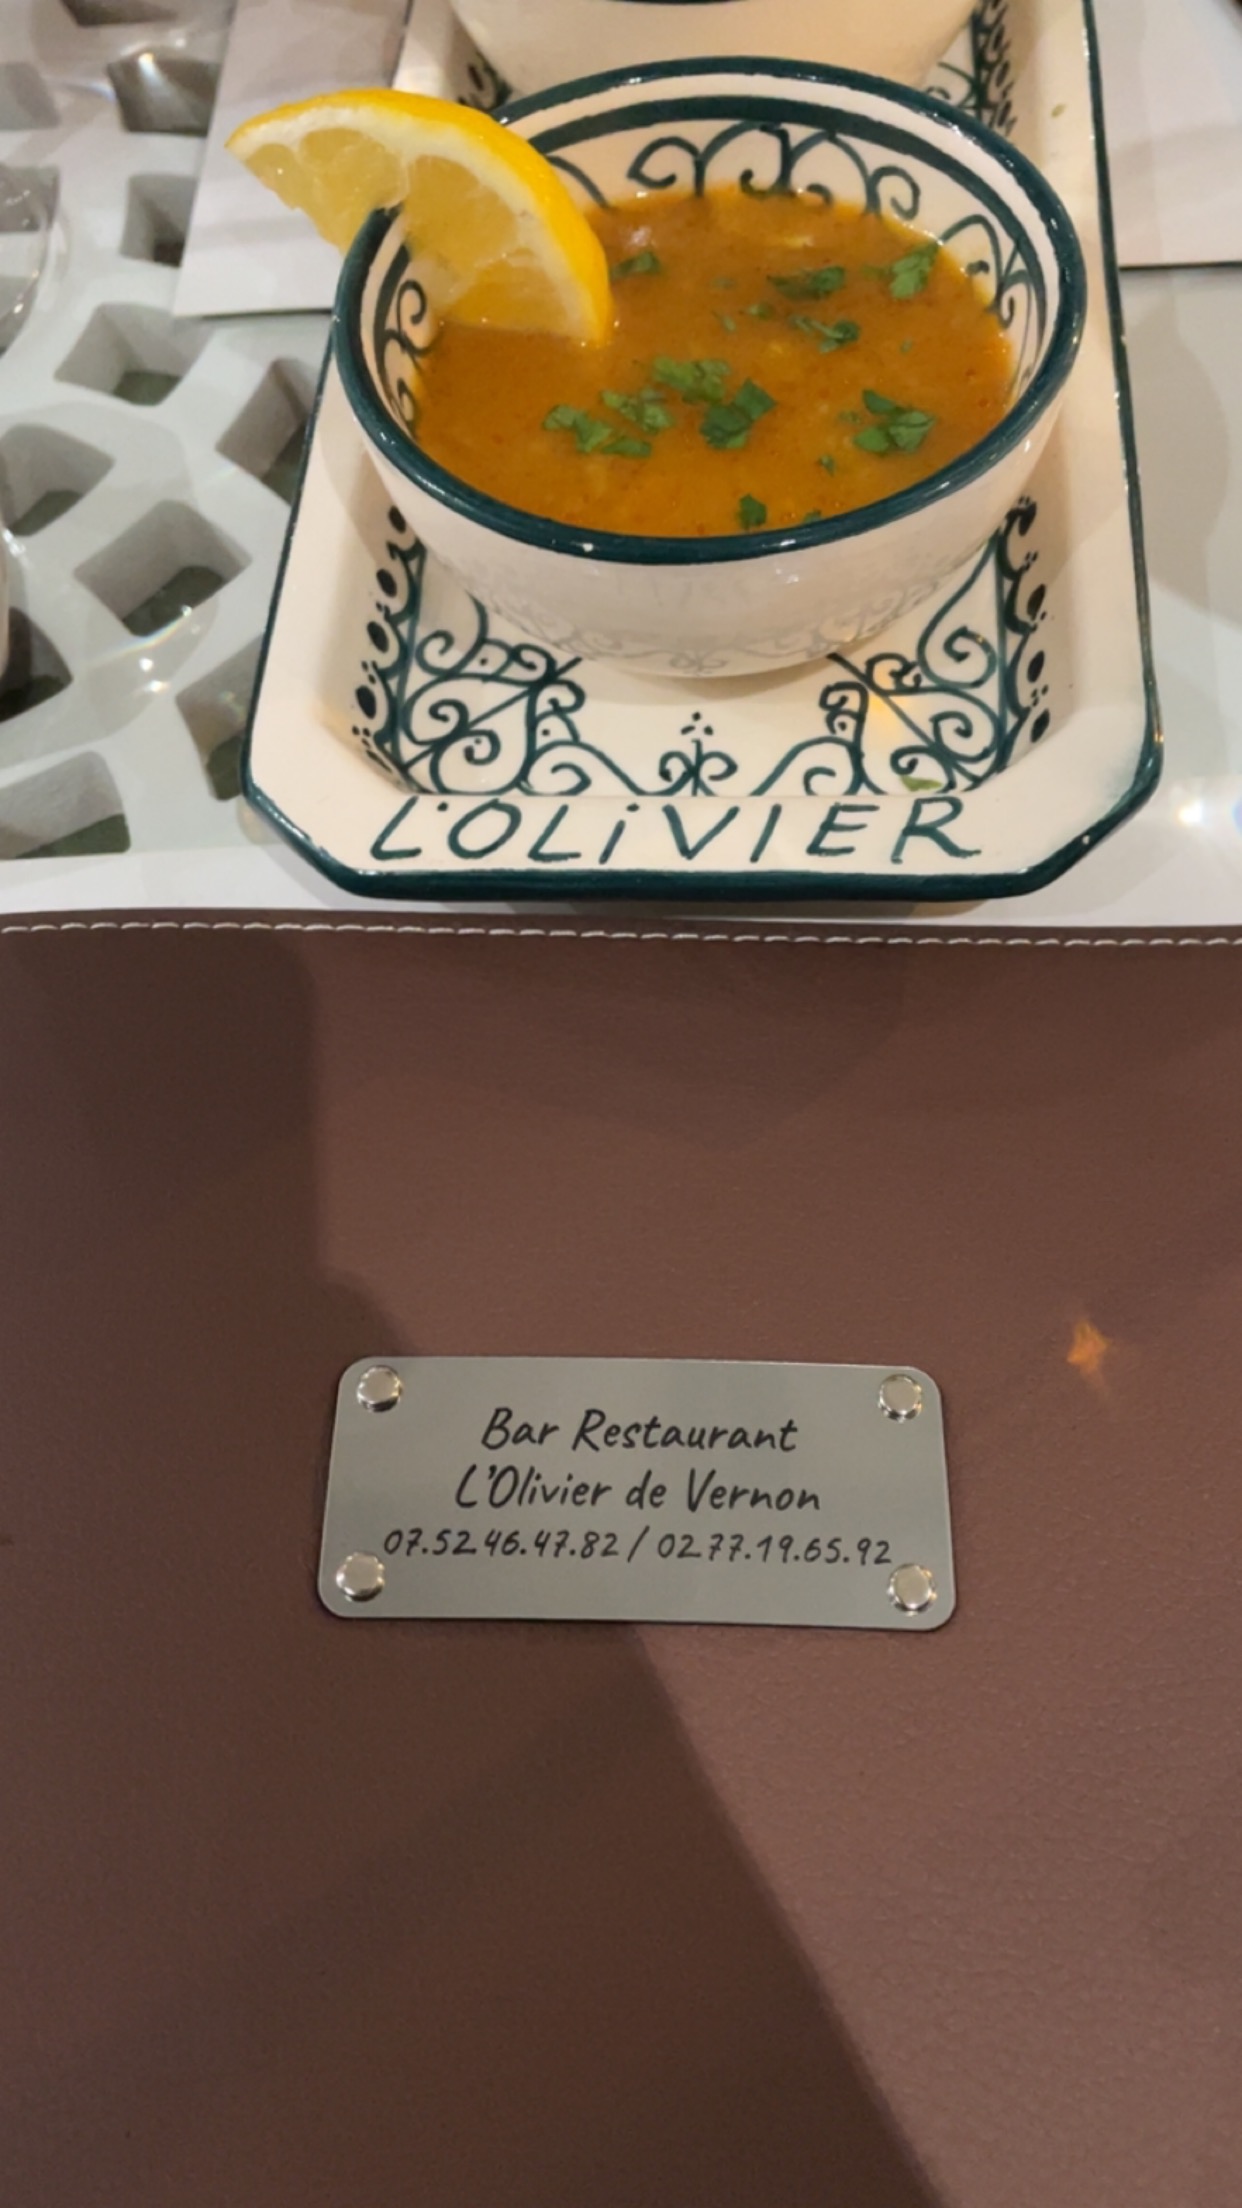 L'OLiVIER
Bar Restaurant
L'Olivier de Vernon
07.52.46.47.82 / 02.77.19.65.92